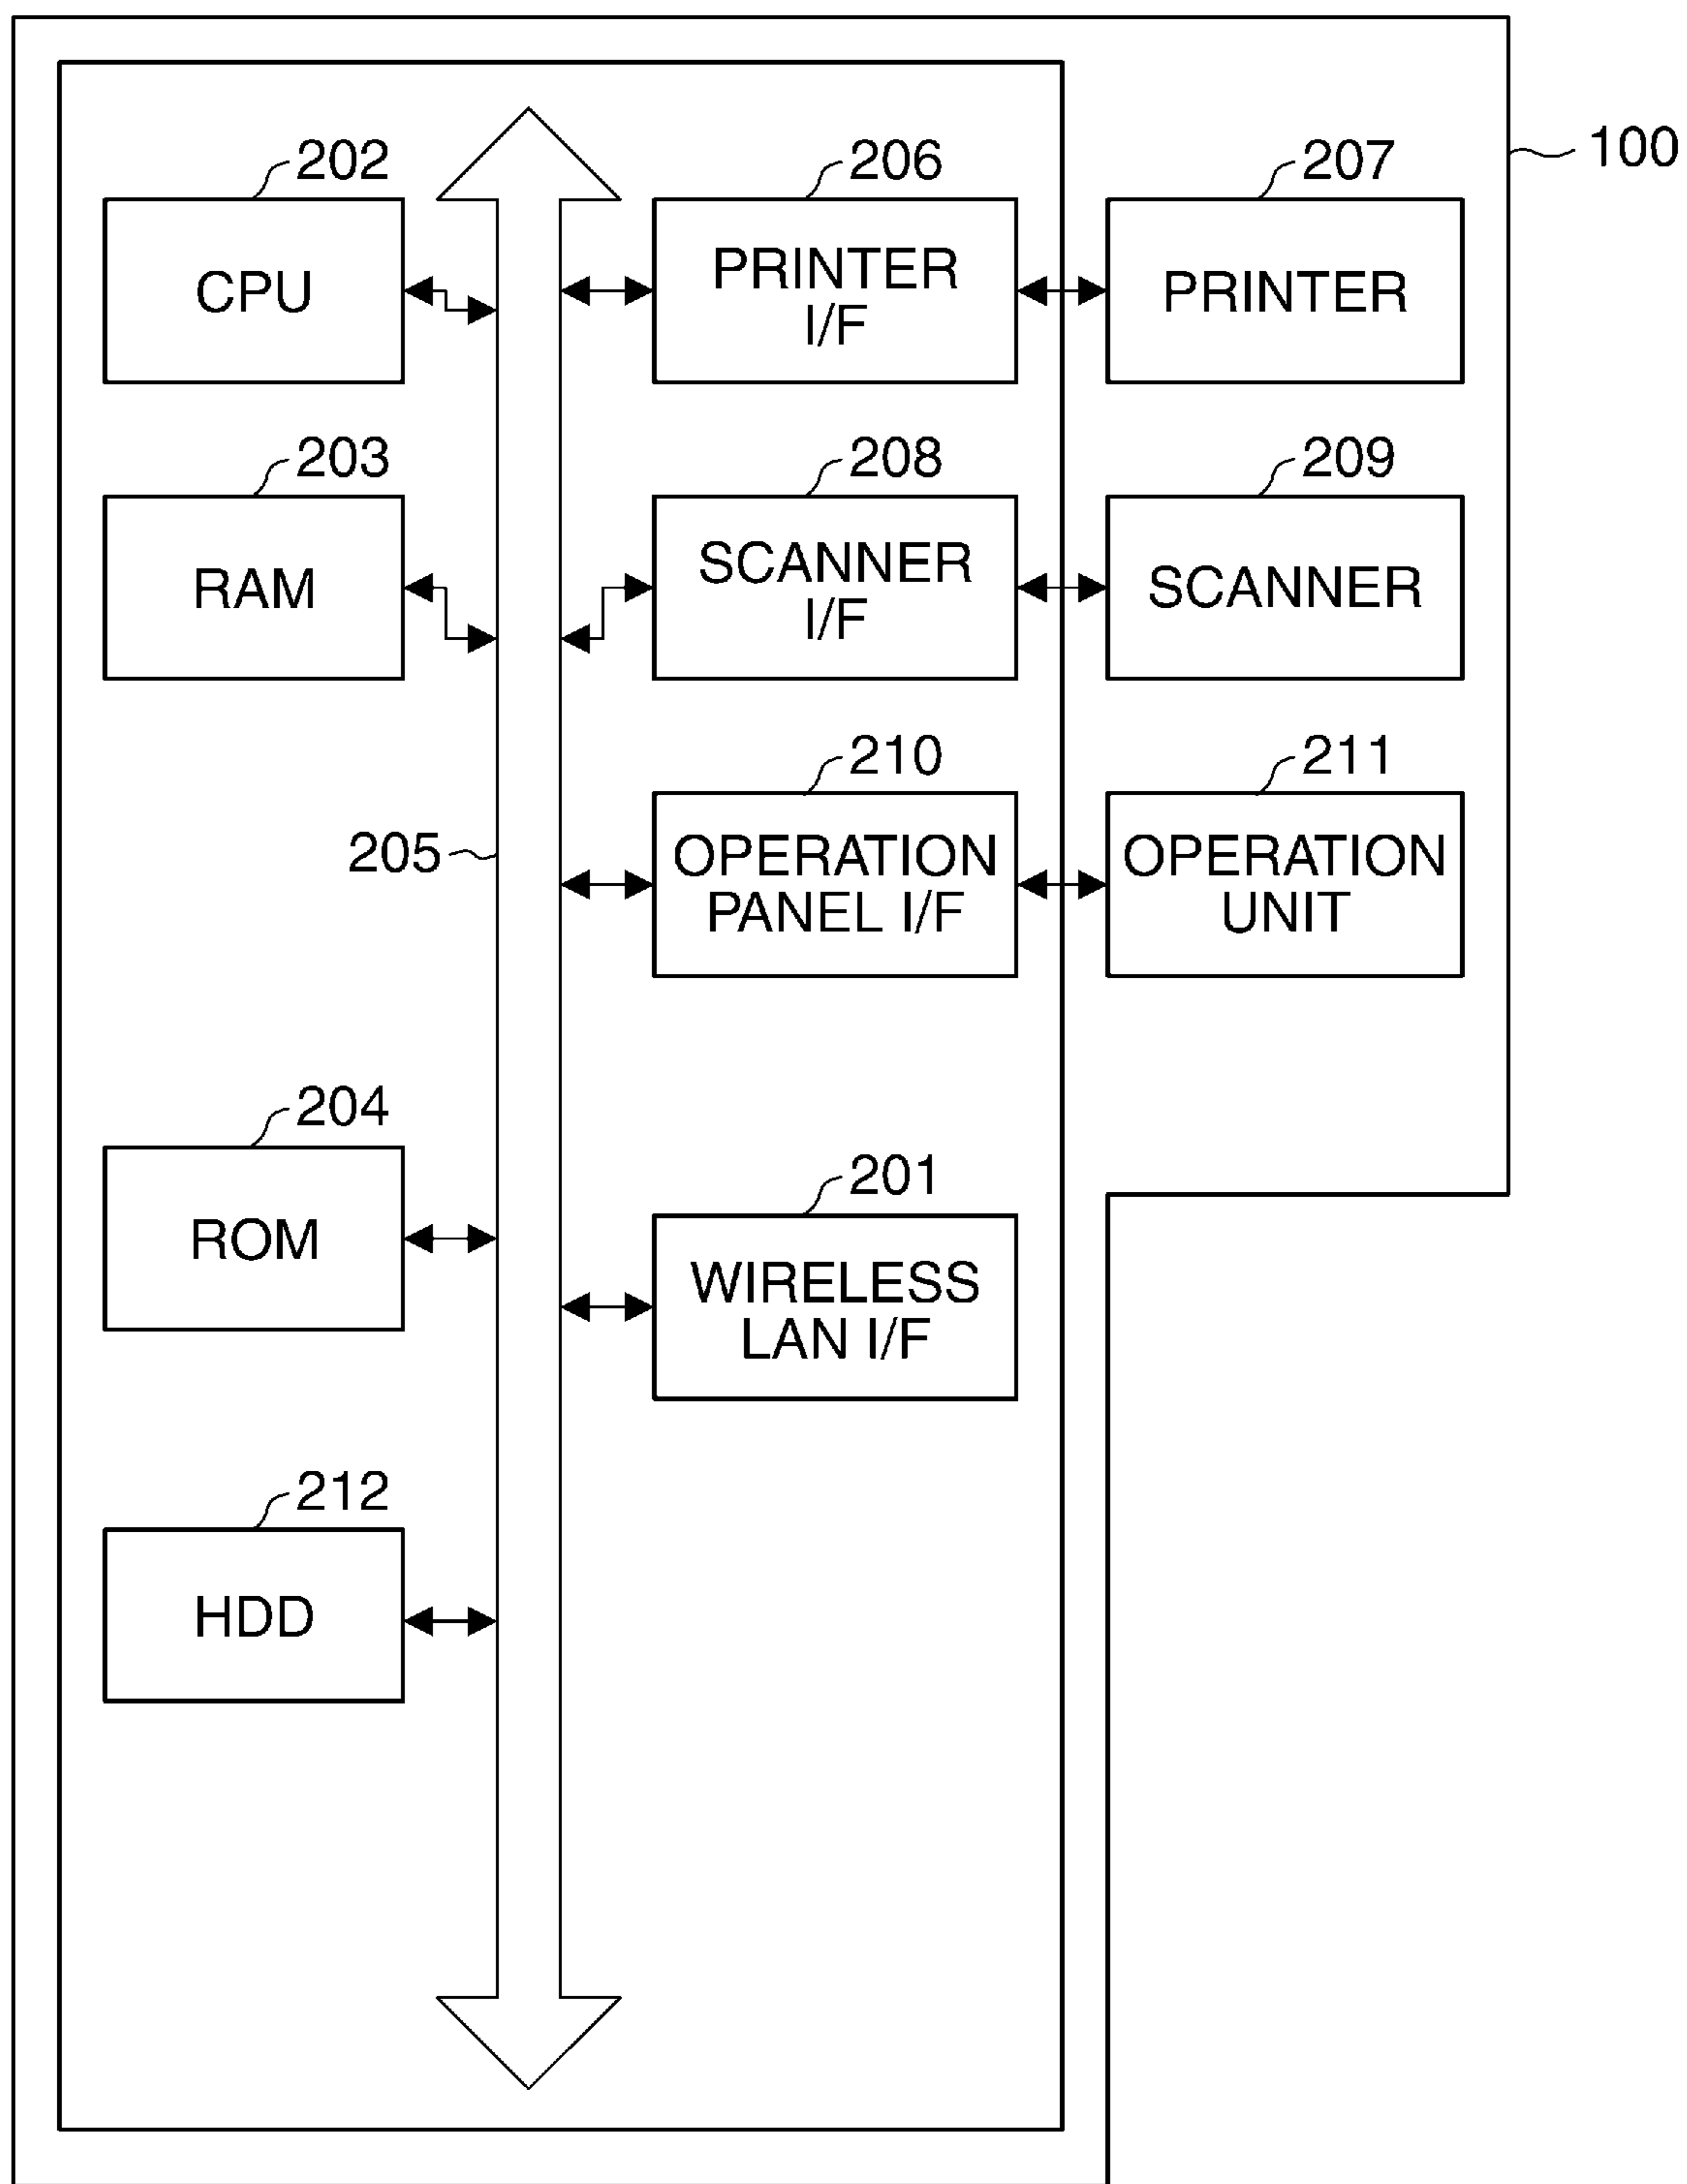 100
202
CPU
206
PRINTER
I/F
207
PRINTER
203
RAM
208
SCANNER
I/F
209
SCANNER
205
210
OPERATION
PANEL I/F
211
OPERATION
UNIT
204
ROM
201
WIRELESS
LAN I/F
212
HDD